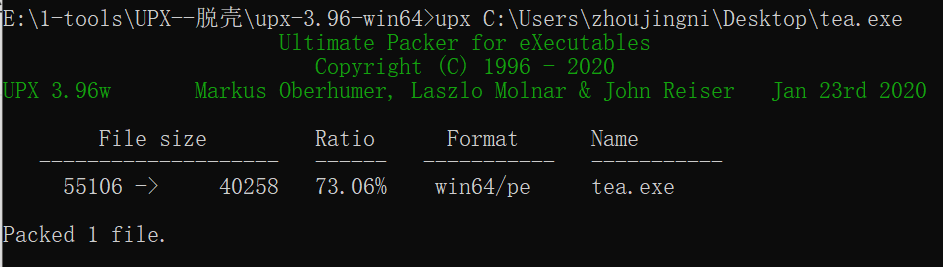 E:\1-tools\UPX--脱壳\upx-3.96-win64>upx C:\Users\zhoujingni\Desktop\tea.exe
Ultimate Packer for eXecutables
Copyright (C) 1996 - 2020
UPX 3.96w Markus Oberhumer, Laszlo Molnar & John Reiser Jan 23rd 2020
File size Ratio Format Name
-------------------- ------ ----------- -----------
55106 -> 40258 73.06% win64/pe tea.exe
Packed 1 file.